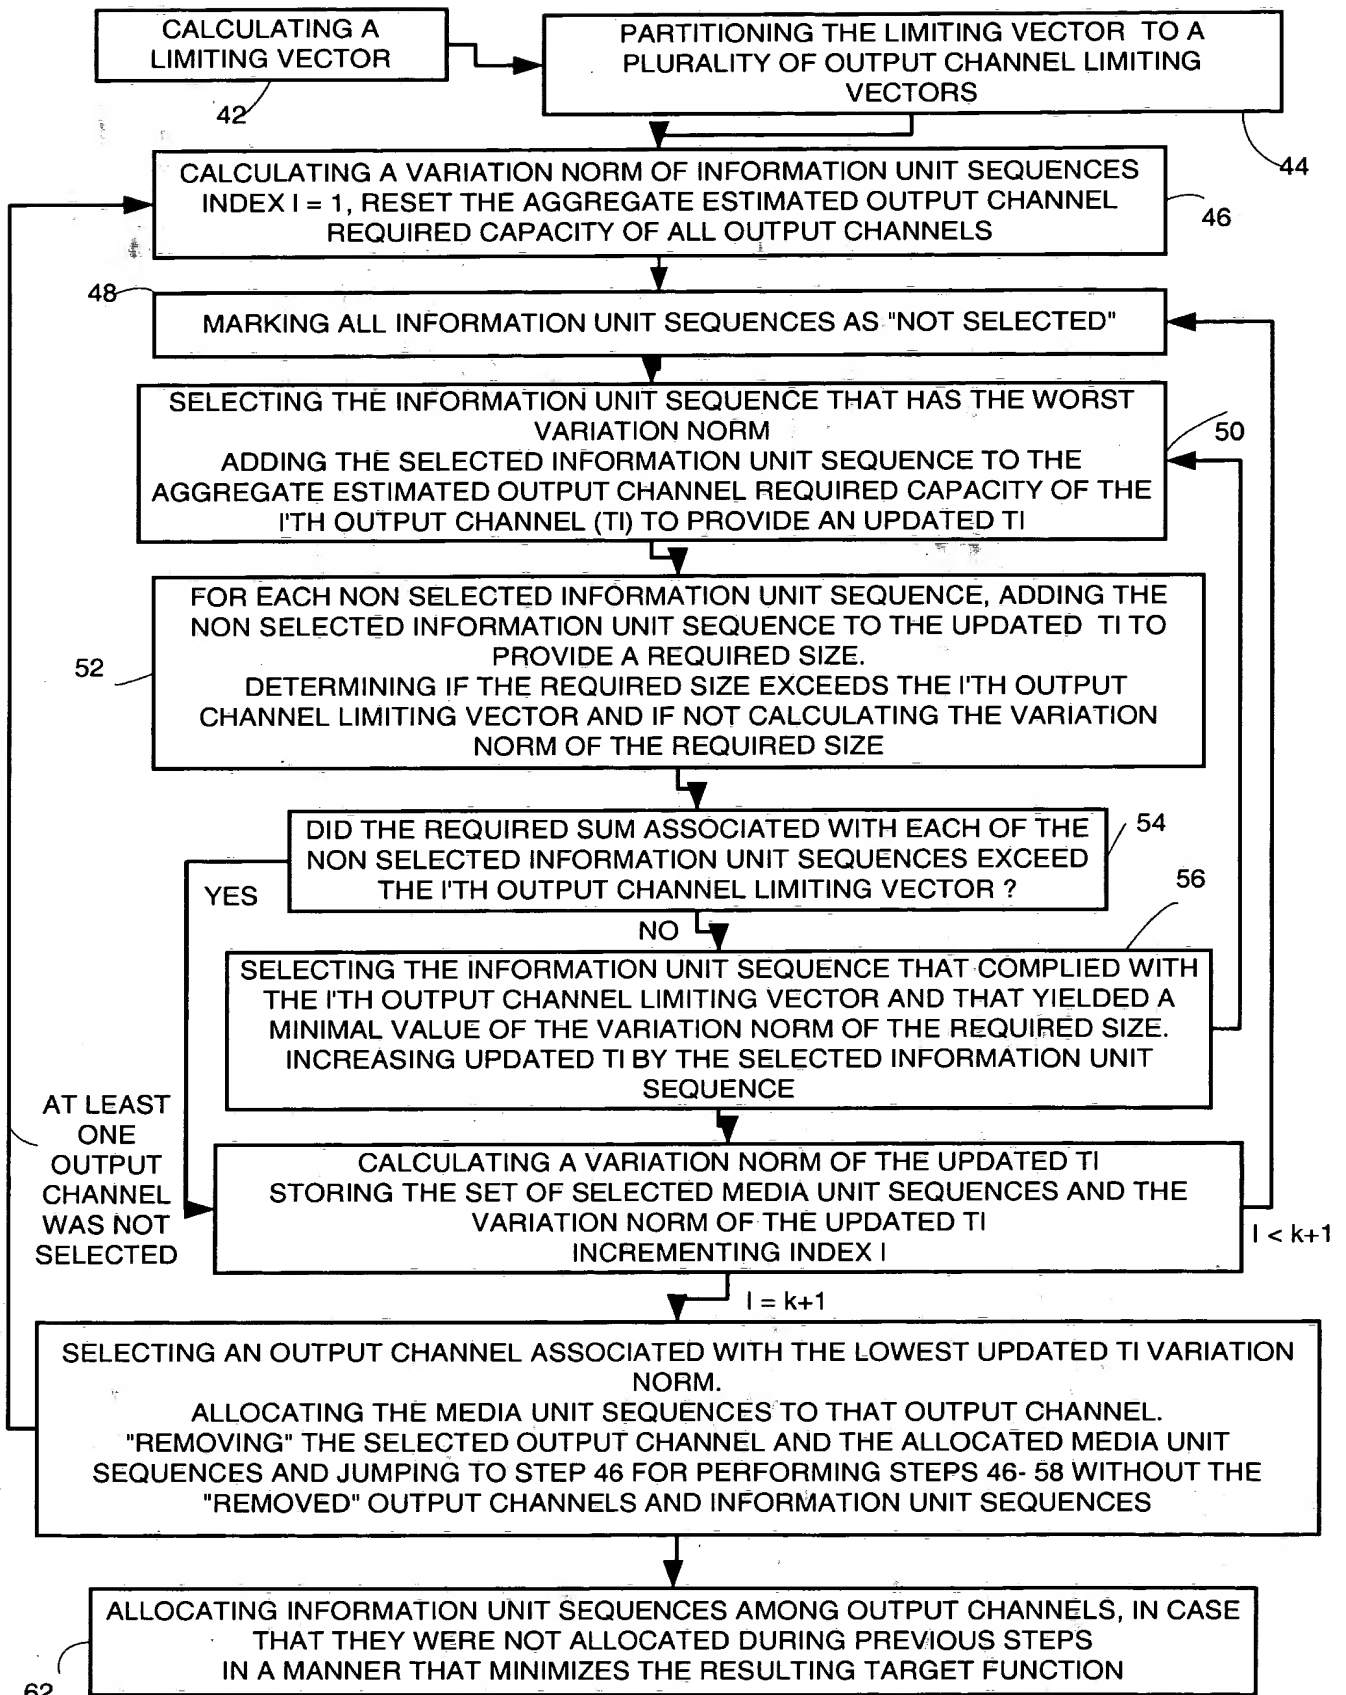 CALCULATING A
LIMITING VECTOR
42
PARTITIONING THE LIMITING VECTOR TO A
PLURALITY OF OUTPUT CHANNEL LIMITING
VECTORS
44
CALCULATING A VARIATION NORM OF INFORMATION UNIT SEQUENCES
INDEX I = 1, RESET THE AGGREGATE ESTIMATED OUTPUT CHANNEL
REQUIRED CAPACITY OF ALL OUTPUT CHANNELS
46
48
MARKING ALL INFORMATION UNIT SEQUENCES AS "NOT SELECTED"
SELECTING THE INFORMATION UNIT SEQUENCE THAT HAS THE WORST
VARIATION NORM
ADDING THE SELECTED INFORMATION UNIT SEQUENCE TO THE
AGGREGATE ESTIMATED OUTPUT CHANNEL REQUIRED CAPACITY OF THE
I'TH OUTPUT CHANNEL (TI) TO PROVIDE AN UPDATED TI
50
FOR EACH NON SELECTED INFORMATION UNIT SEQUENCE, ADDING THE
NON SELECTED INFORMATION UNIT SEQUENCE TO THE UPDATED TI TO
PROVIDE A REQUIRED SIZE.
DETERMINING IF THE REQUIRED SIZE EXCEEDS THE I'TH OUTPUT
CHANNEL LIMITING VECTOR AND IF NOT CALCULATING THE VARIATION
NORM OF THE REQUIRED SIZE
52
DID THE REQUIRED SUM ASSOCIATED WITH EACH OF THE
NON SELECTED INFORMATION UNIT SEQUENCES EXCEED
THE I'TH OUTPUT CHANNEL LIMITING VECTOR ?
54
YES
NO
56
SELECTING THE INFORMATION UNIT SEQUENCE THAT COMPLIED WITH
THE I'TH OUTPUT CHANNEL LIMITING VECTOR AND THAT YIELDED A
MINIMAL VALUE OF THE VARIATION NORM OF THE REQUIRED SIZE.
INCREASING UPDATED TI BY THE SELECTED INFORMATION UNIT
SEQUENCE
AT LEAST
ONE
OUTPUT
CHANNEL
WAS NOT
SELECTED
CALCULATING A VARIATION NORM OF THE UPDATED TI
STORING THE SET OF SELECTED MEDIA UNIT SEQUENCES AND THE
VARIATION NORM OF THE UPDATED TI
INCREMENTING INDEX I
I < k+1
I = k+1
SELECTING AN OUTPUT CHANNEL ASSOCIATED WITH THE LOWEST UPDATED TI VARIATION
NORM.
ALLOCATING THE MEDIA UNIT SEQUENCES TO THAT OUTPUT CHANNEL.
"REMOVING" THE SELECTED OUTPUT CHANNEL AND THE ALLOCATED MEDIA UNIT
SEQUENCES AND JUMPING TO STEP 46 FOR PERFORMING STEPS 46- 58 WITHOUT THE
"REMOVED" OUTPUT CHANNELS AND INFORMATION UNIT SEQUENCES
ALLOCATING INFORMATION UNIT SEQUENCES AMONG OUTPUT CHANNELS, IN CASE
THAT THEY WERE NOT ALLOCATED DURING PREVIOUS STEPS
IN A MANNER THAT MINIMIZES THE RESULTING TARGET FUNCTION
62